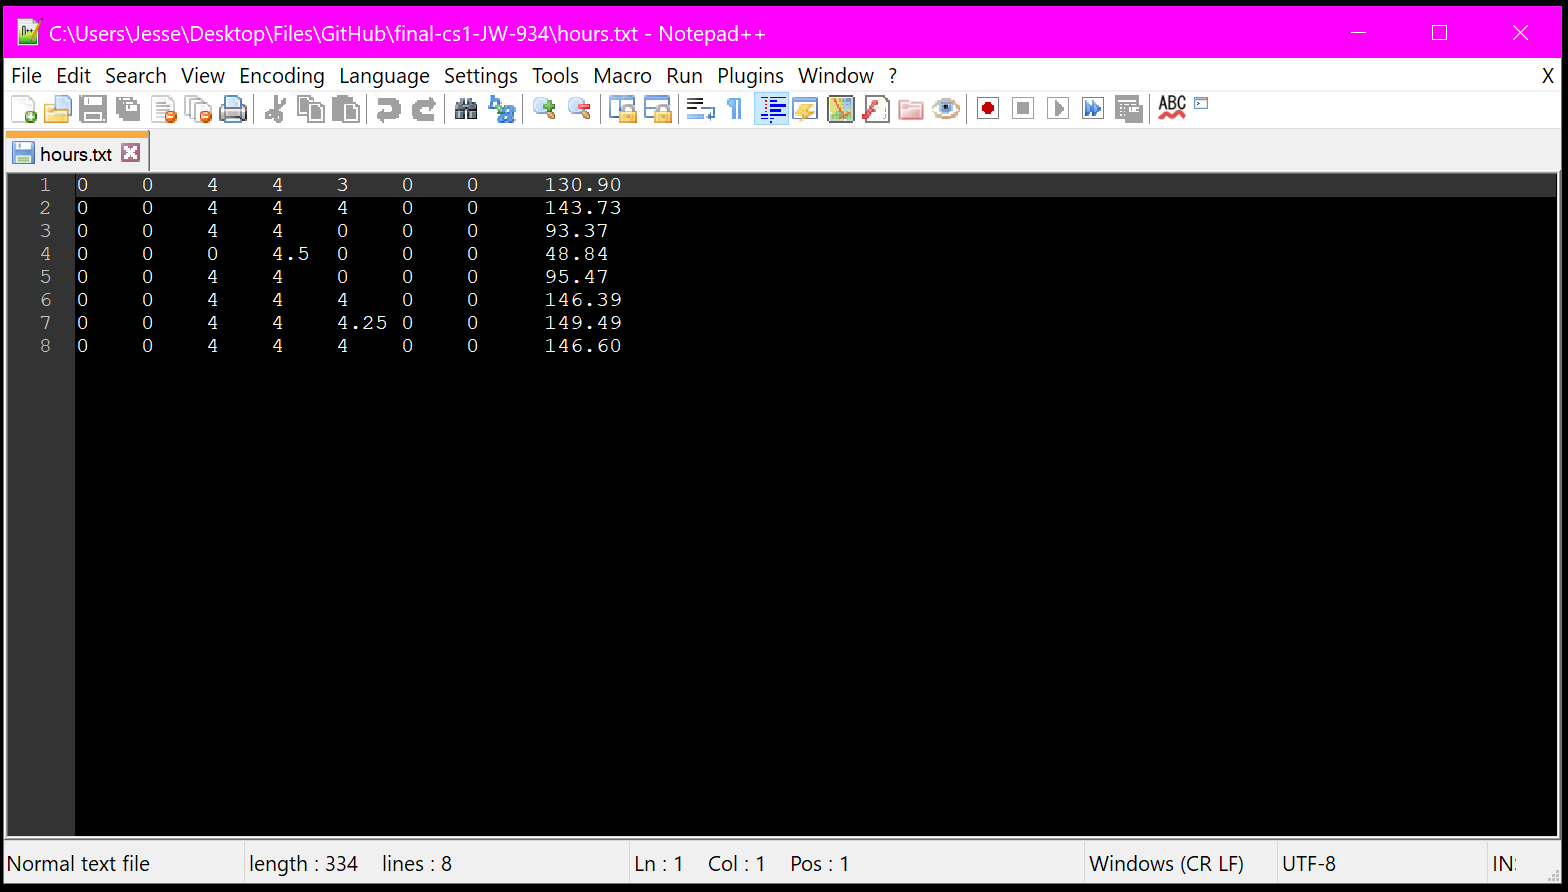 C:\Users\Jesse\Desktop\Files\GitHub\final-cs1-JW-934\hours.txt - Notepad++
File Edit Search View Encoding Language Settings Tools Macro Run Plugins Window ? X
ABC
hours.txt
1 0 0 4 4 3 0 0 130.90
2 0 0 4 4 4 0 0 143.73
3 0 0 4 4 0 0 0 93.37
4 0 0 0 4.5 0 0 0 48.84
5 0 0 4 4 0 0 0 95.47
6 0 0 4 4 4 0 0 146.39
7 0 0 4 4 4.25 0 0 149.49
8 0 0 4 4 4 0 0 146.60
Normal text file length : 334 lines : 8 Ln : 1 Col : 1 Pos : 1 Windows (CR LF) UTF-8 IN